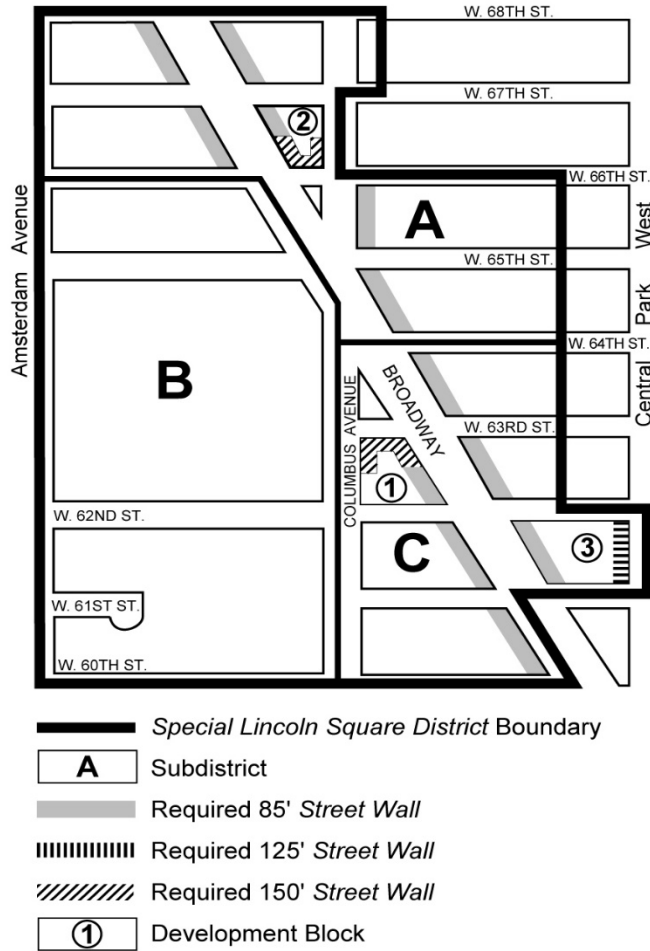 W. 68TH ST.
W. 67TH ST.
2
W. 66TH ST.
A
W. 65TH ST.
W. 64TH ST.
Amsterdam Avenue
Central Park West
B
COLUMBUS AVENUE
BROADWAY
W. 63RD ST.
1
W. 62ND ST.
C
3
W. 61ST ST.
W. 60TH ST.
Special Lincoln Square District Boundary
A Subdistrict
Required 85' Street Wall
Required 125' Street Wall
Required 150' Street Wall
1 Development Block